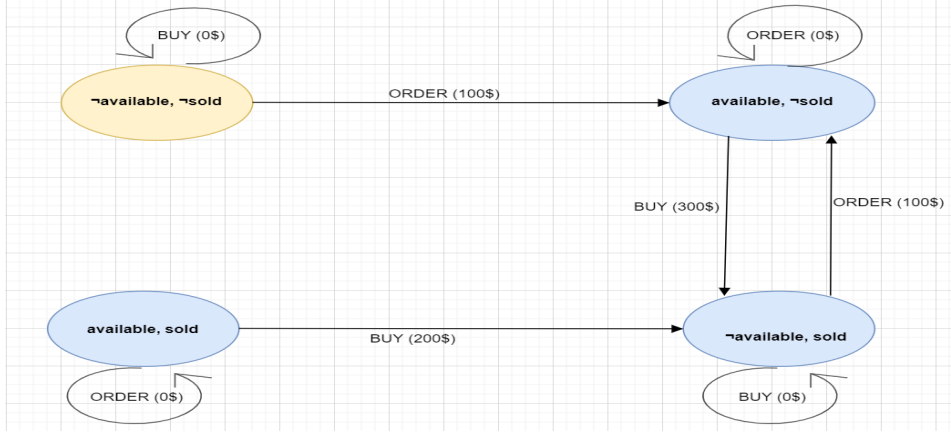 BUY (0$)
ORDER (0$)
¬available, ¬sold
ORDER (100$)
available, ¬sold
BUY (300$)
ORDER (100$)
available, sold
BUY (200$)
¬available, sold
ORDER (0$)
BUY (0$)